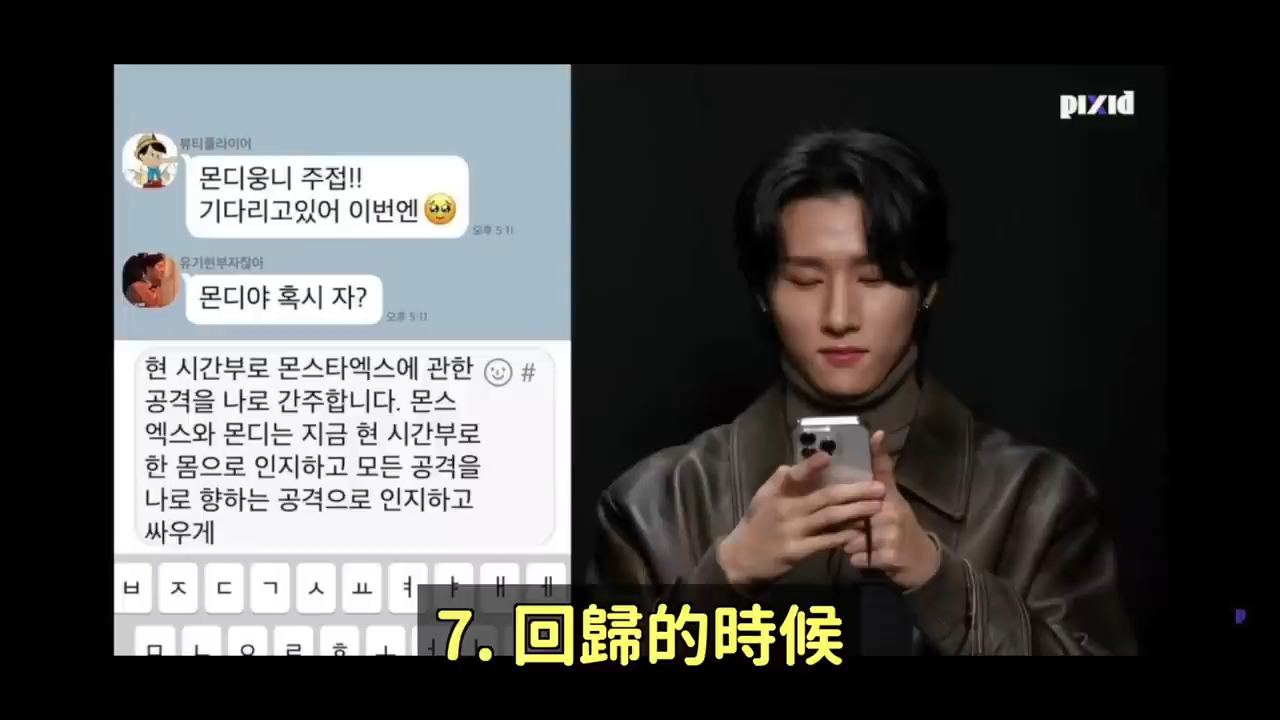 pixid
뷰티풀라이어
몬디웅니 주접!!
기다리고있어 이번엔🥹
오후 5:11
유기현부자잖아
몬디야 혹시 자?
오후 5:11
현 시간부로 몬스타엑스에 관한
#
공격을 나로 간주합니다. 몬스
엑스와 몬디는 지금 현 시간부로
한 몸으로 인지하고 모든 공격을
나로 향하는 공격으로 인지하고
싸우게
ㅂ ㅈ ㄷ ㄱ ㅅ ㅛ ㅕ ㅑ ㅐ ㅔ
ㅁ ㄴ ㅇ ㄹ ㅎ ㅗ ㅓ
7. 回歸的時候